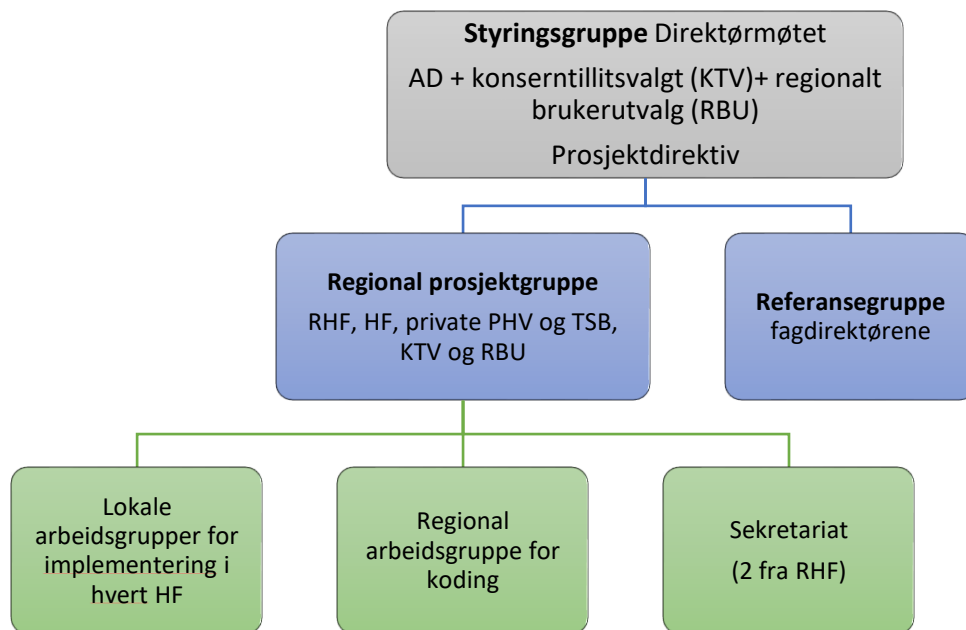 Styringsgruppe Direktørmøtet
AD + konserntillitsvalgt (KTV)+ regionalt
brukerutvalg (RBU)
Prosjektdirektiv
Regional prosjektgruppe
RHF, HF, private PHV og TSB,
KTV og RBU
Referansegruppe
fagdirektørene
Lokale
arbeidsgrupper for
implementering i
hvert HF
Regional
arbeidsgruppe for
koding
Sekretariat
(2 fra RHF)